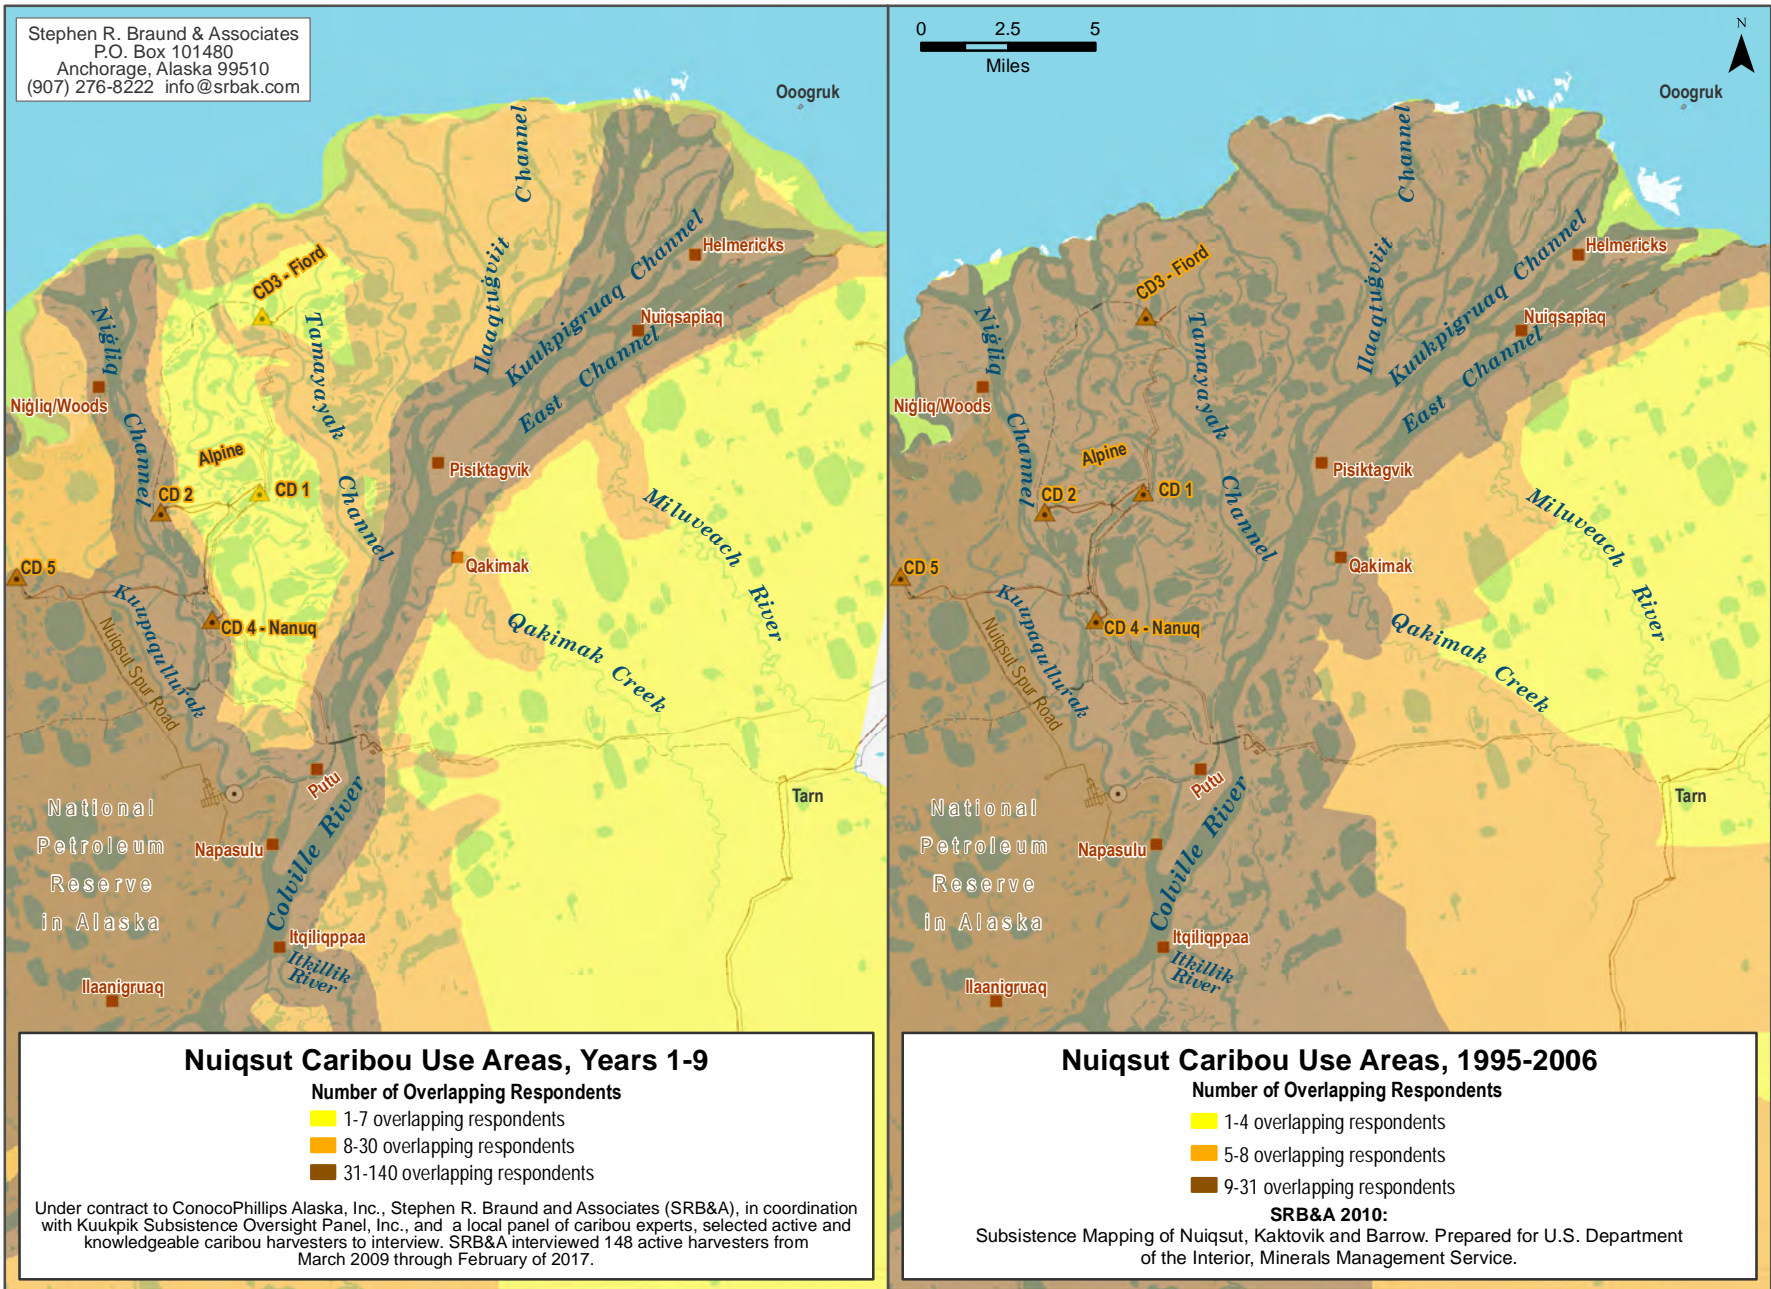 Stephen R. Braund & Associates
P.O. Box 101480
Anchorage, Alaska 99510
(907) 276-8222 info@srbak.com
Ooogruk
Channel
Ilaaqtuġviit
Kuukpigruaq Channel
Helmericks
CD3 - Fiord
Nuiqsapiaq
East Channel
Tamayayak
Channel
Niġliq
Channel
Niġliq/Woods
Alpine
Pisiktagvik
CD 2
CD 1
Miluveach
River
CD 5
Qakimak
Kuupaqullurak
CD 4 - Nanuq
Qakimak Creek
Nuiqsut Spur Road
Putu
Tarn
National
Petroleum
Reserve
in Alaska
Napasulu
Colville River
Itqiliqppaa
Itkillik
River
Ilaanigruaq
Nuiqsut Caribou Use Areas, Years 1-9
Number of Overlapping Respondents
1-7 overlapping respondents
8-30 overlapping respondents
31-140 overlapping respondents
Under contract to ConocoPhillips Alaska, Inc., Stephen R. Braund and Associates (SRB&A), in coordination
with Kuukpik Subsistence Oversight Panel, Inc., and a local panel of caribou experts, selected active and
knowledgeable caribou harvesters to interview. SRB&A interviewed 148 active harvesters from
March 2009 through February of 2017.
0 2.5 5
Miles
N
Ooogruk
Channel
Ilaaqtuġviit
Kuukpigruaq Channel
Helmericks
CD3 - Fiord
Nuiqsapiaq
East Channel
Tamayayak
Channel
Niġliq
Channel
Niġliq/Woods
Alpine
Pisiktagvik
CD 2
CD 1
Miluveach
River
CD 5
Qakimak
Kuupaqullurak
CD 4 - Nanuq
Qakimak Creek
Nuiqsut Spur Road
Putu
Tarn
National
Petroleum
Reserve
in Alaska
Napasulu
Colville River
Itqiliqppaa
Itkillik
River
Ilaanigruaq
Nuiqsut Caribou Use Areas, 1995-2006
Number of Overlapping Respondents
1-4 overlapping respondents
5-8 overlapping respondents
9-31 overlapping respondents
SRB&A 2010:
Subsistence Mapping of Nuiqsut, Kaktovik and Barrow. Prepared for U.S. Department
of the Interior, Minerals Management Service.